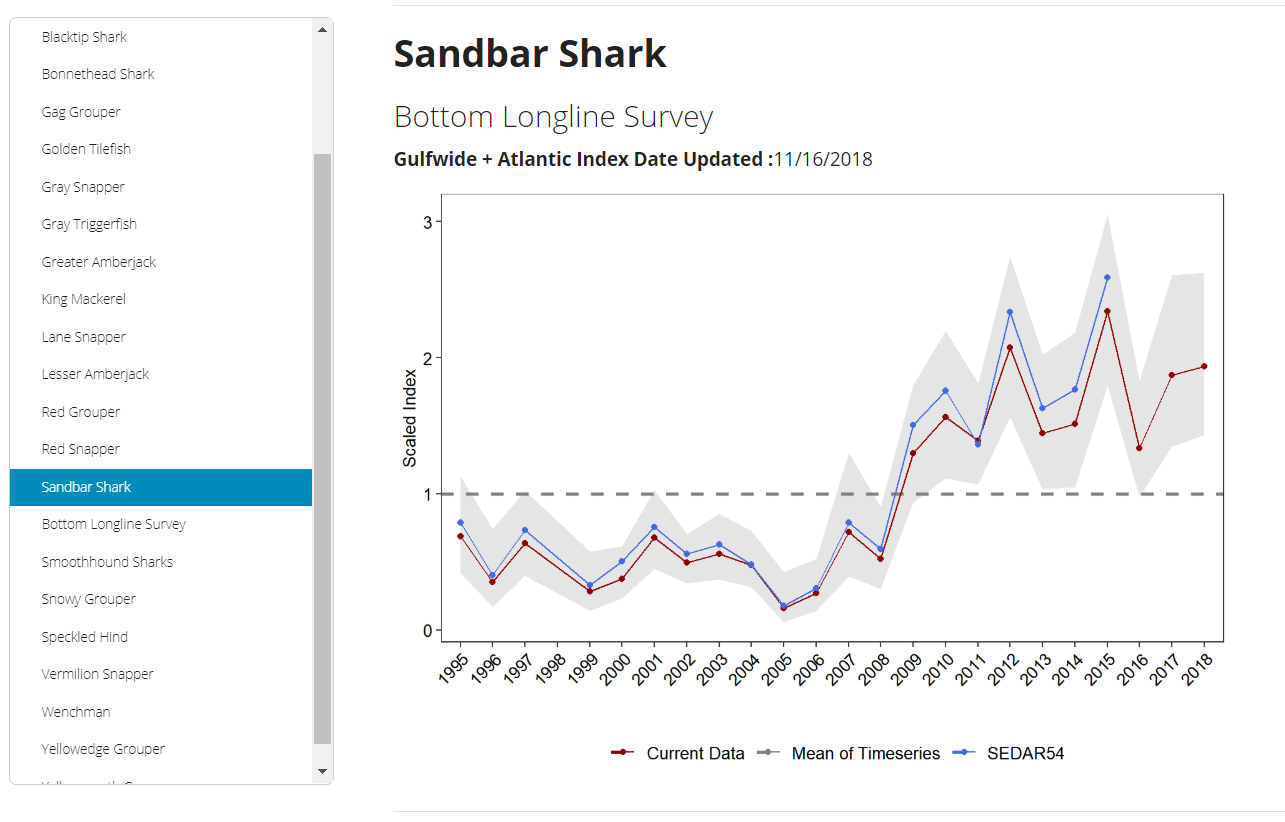 Blacktip Shark
Bonnethead Shark
Gag Grouper
Golden Tilefish
Gray Snapper
Gray Triggerfish
Greater Amberjack
King Mackerel
Lane Snapper
Lesser Amberjack
Red Grouper
Red Snapper
Sandbar Shark
Bottom Longline Survey
Smoothhound Sharks
Snowy Grouper
Speckled Hind
Vermilion Snapper
Wenchman
Yellowedge Grouper
Sandbar Shark
Bottom Longline Survey
Gulfwide + Atlantic Index Date Updated :11/16/2018
Scaled Index
3
2
1
0
1995 1996 1997 1998 1999 2000 2001 2002 2003 2004 2005 2006 2007 2008 2009 2010 2011 2012 2013 2014 2015 2016 2017 2018
Current Data Mean of Timeseries SEDAR54